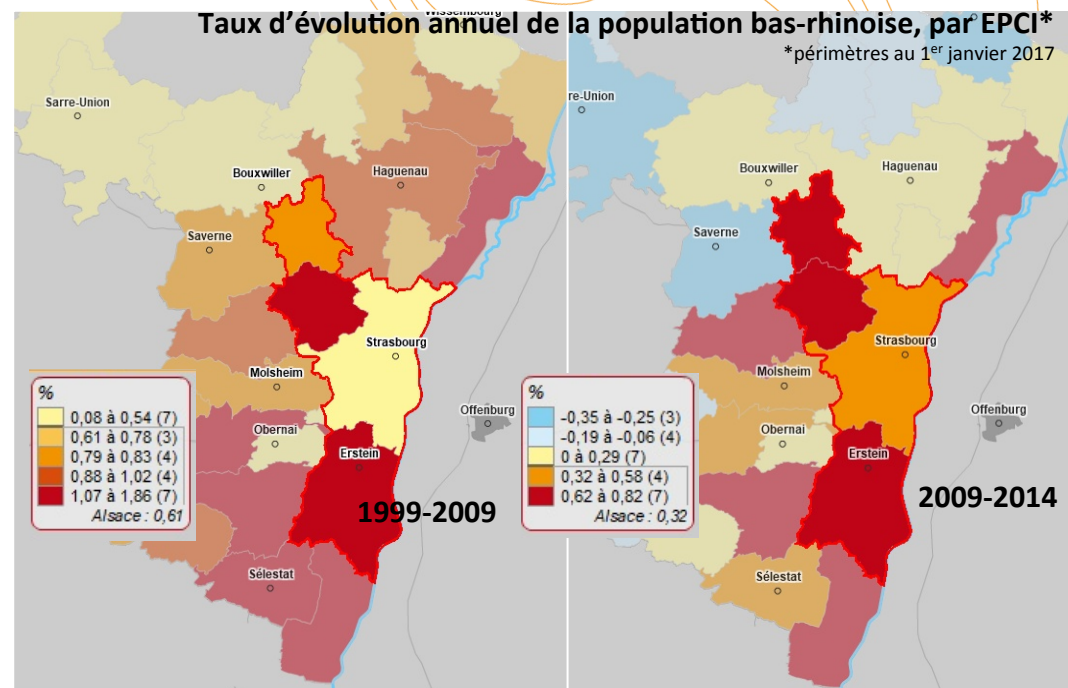 Wissembourg
Taux d’évolution annuel de la population bas-rhinoise, par EPCI*
*périmètres au 1er janvier 2017
Sarre-Union
Bouxwiller
Haguenau
Saverne
Strasbourg
Molsheim
Obernai
Offenburg
Erstein
Sélestat
%
0,08 à 0,54 (7)
0,61 à 0,78 (3)
0,79 à 0,83 (4)
0,88 à 1,02 (4)
1,07 à 1,86 (7)
Alsace : 0,61
1999-2009
re-Union
Bouxwiller
Haguenau
Saverne
Strasbourg
Molsheim
Obernai
Offenburg
Erstein
Sélestat
%
-0,35 à -0,25 (3)
-0,19 à -0,06 (4)
0 à 0,29 (7)
0,32 à 0,58 (4)
0,62 à 0,82 (7)
Alsace : 0,32
2009-2014